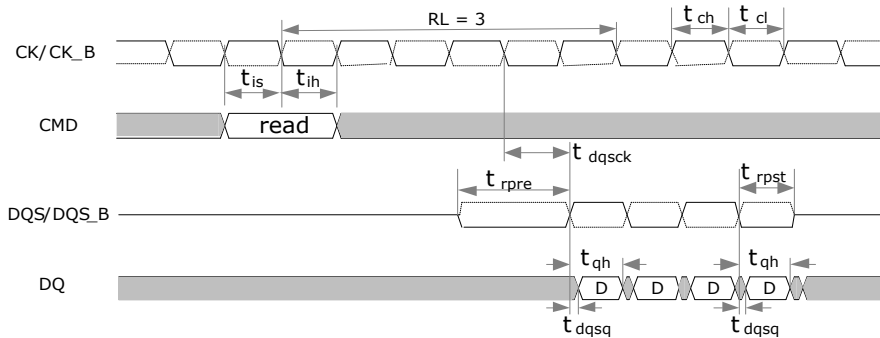 RL = 3
t ch
t cl
CK/CK_B
t is
t ih
CMD
read
t dqsck
t rpre
t rpst
DQS/DQS_B
t qh
t qh
DQ
D
D
D
D
t dqsq
t dqsq